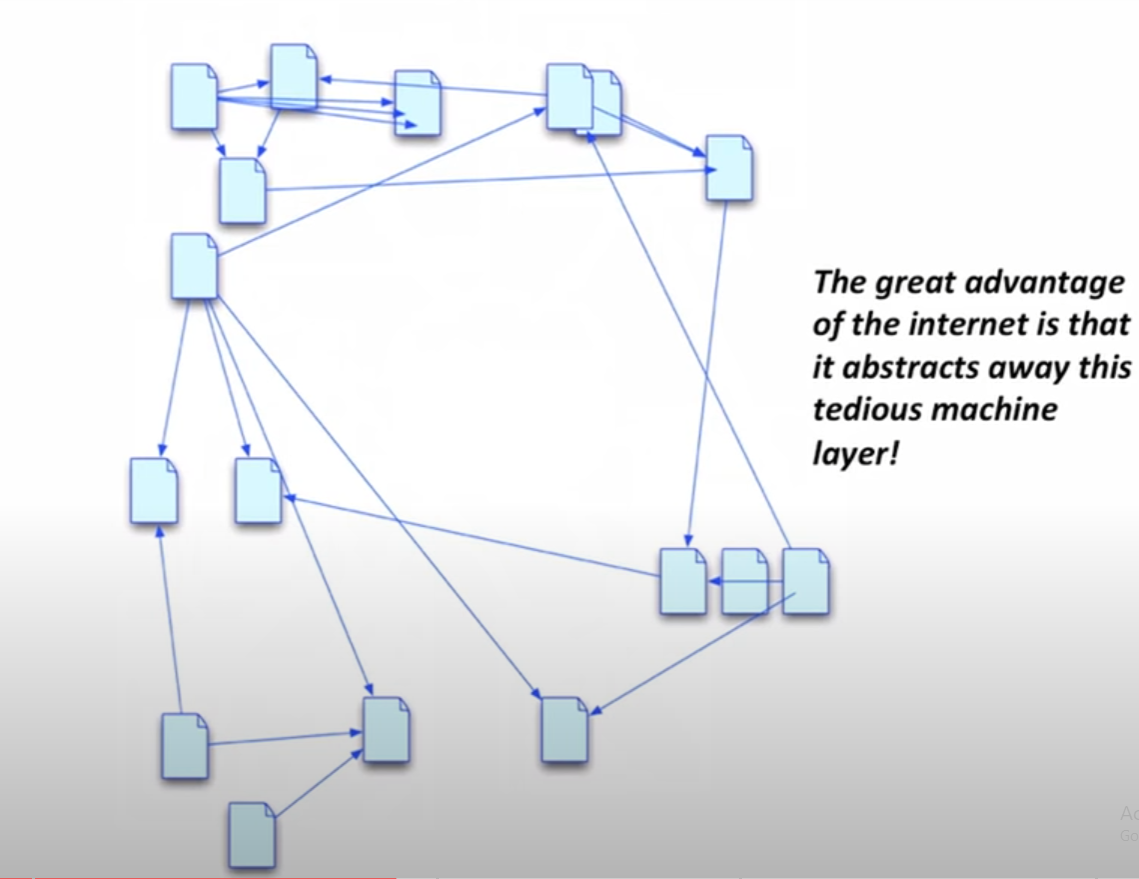 The great advantage
of the internet is that
it abstracts away this
tedious machine
layer!